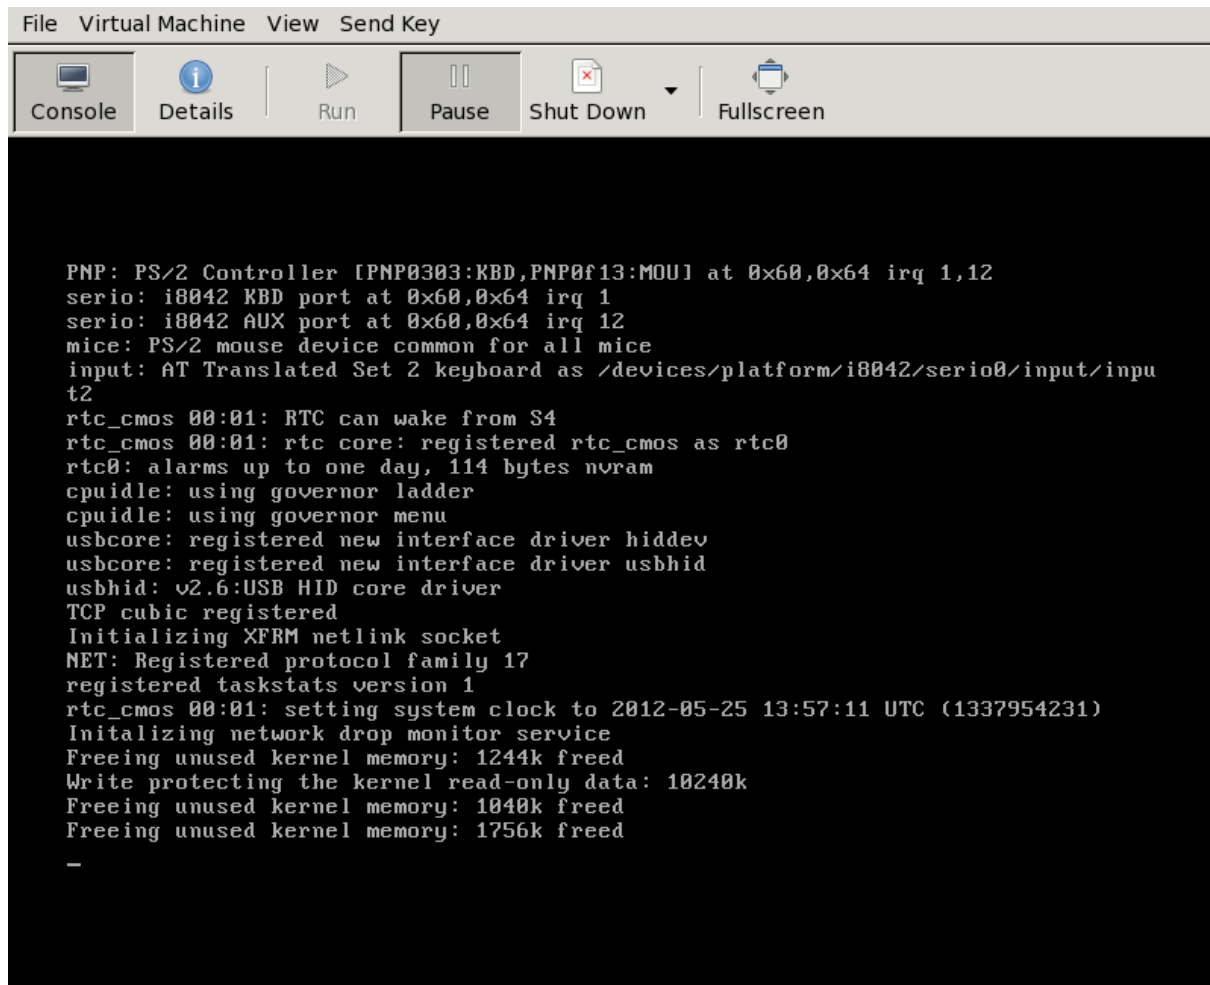 File Virtual Machine View Send Key
Console Details Run Pause Shut Down Fullscreen
PNP: PS/2 Controller [PNP0303:KBD,PNP0f13:MOU] at 0x60,0x64 irq 1,12
serio: i8042 KBD port at 0x60,0x64 irq 1
serio: i8042 AUX port at 0x60,0x64 irq 12
mice: PS/2 mouse device common for all mice
input: AT Translated Set 2 keyboard as /devices/platform/i8042/serio0/input/inpu
t2
rtc_cmos 00:01: RTC can wake from S4
rtc_cmos 00:01: rtc core: registered rtc_cmos as rtc0
rtc0: alarms up to one day, 114 bytes nvram
cpuidle: using governor ladder
cpuidle: using governor menu
usbcore: registered new interface driver hiddev
usbcore: registered new interface driver usbhid
usbhid: v2.6:USB HID core driver
TCP cubic registered
Initializing XFRM netlink socket
NET: Registered protocol family 17
registered taskstats version 1
rtc_cmos 00:01: setting system clock to 2012-05-25 13:57:11 UTC (1337954231)
Initalizing network drop monitor service
Freeing unused kernel memory: 1244k freed
Write protecting the kernel read-only data: 10240k
Freeing unused kernel memory: 1040k freed
Freeing unused kernel memory: 1756k freed
_